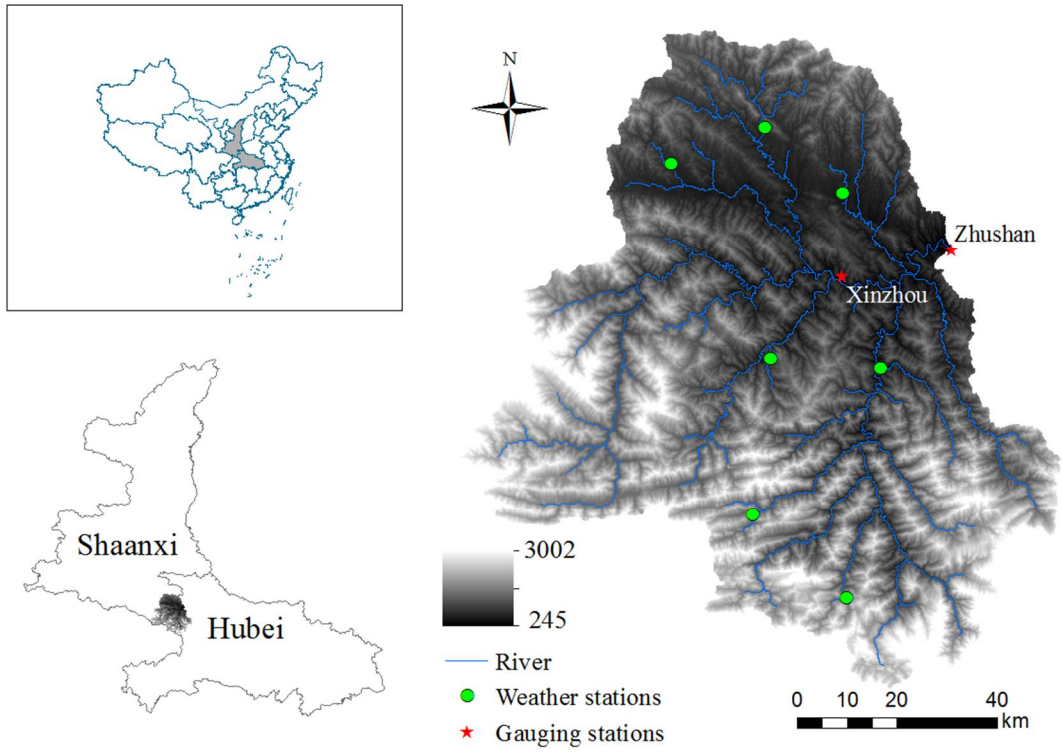 N
Zhushan
Xinzhou
Shaanxi
Hubei
3002
245
River
Weather stations
Gauging stations
0 10 20 40
km